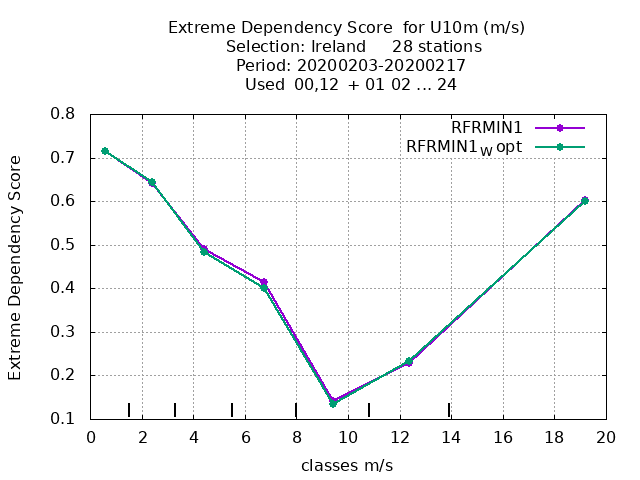 Extreme Dependency Score  for U10m (m/s)
Selection: Ireland     28 stations
Period: 20200203-20200217
Used  00,12  + 01 02 ... 24
RFRMIN1
RFRMIN1W opt
Extreme Dependency Score
0.8
0.7
0.6
0.5
0.4
0.3
0.2
0.1
0 2 4 6 8 10 12 14 16 18 20
classes m/s